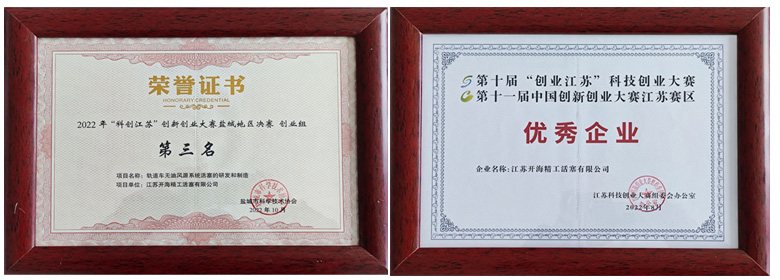 荣誉证书
HONORARY CREDENTIAL
2022年“科创江苏”创新创业大赛盐城地区决赛 创业组
第三名
项目名称：轨道车无油风源系统活塞的研发和制造
项目单位：江苏开海精工活塞有限公司
盐城市科学技术协会
2022年10月
第十届“创业江苏”科技创业大赛
第十一届中国创新创业大赛江苏赛区
优秀企业
企业名称：江苏开海精工活塞有限公司
江苏科技创业大赛组委会办公室
2022年8月